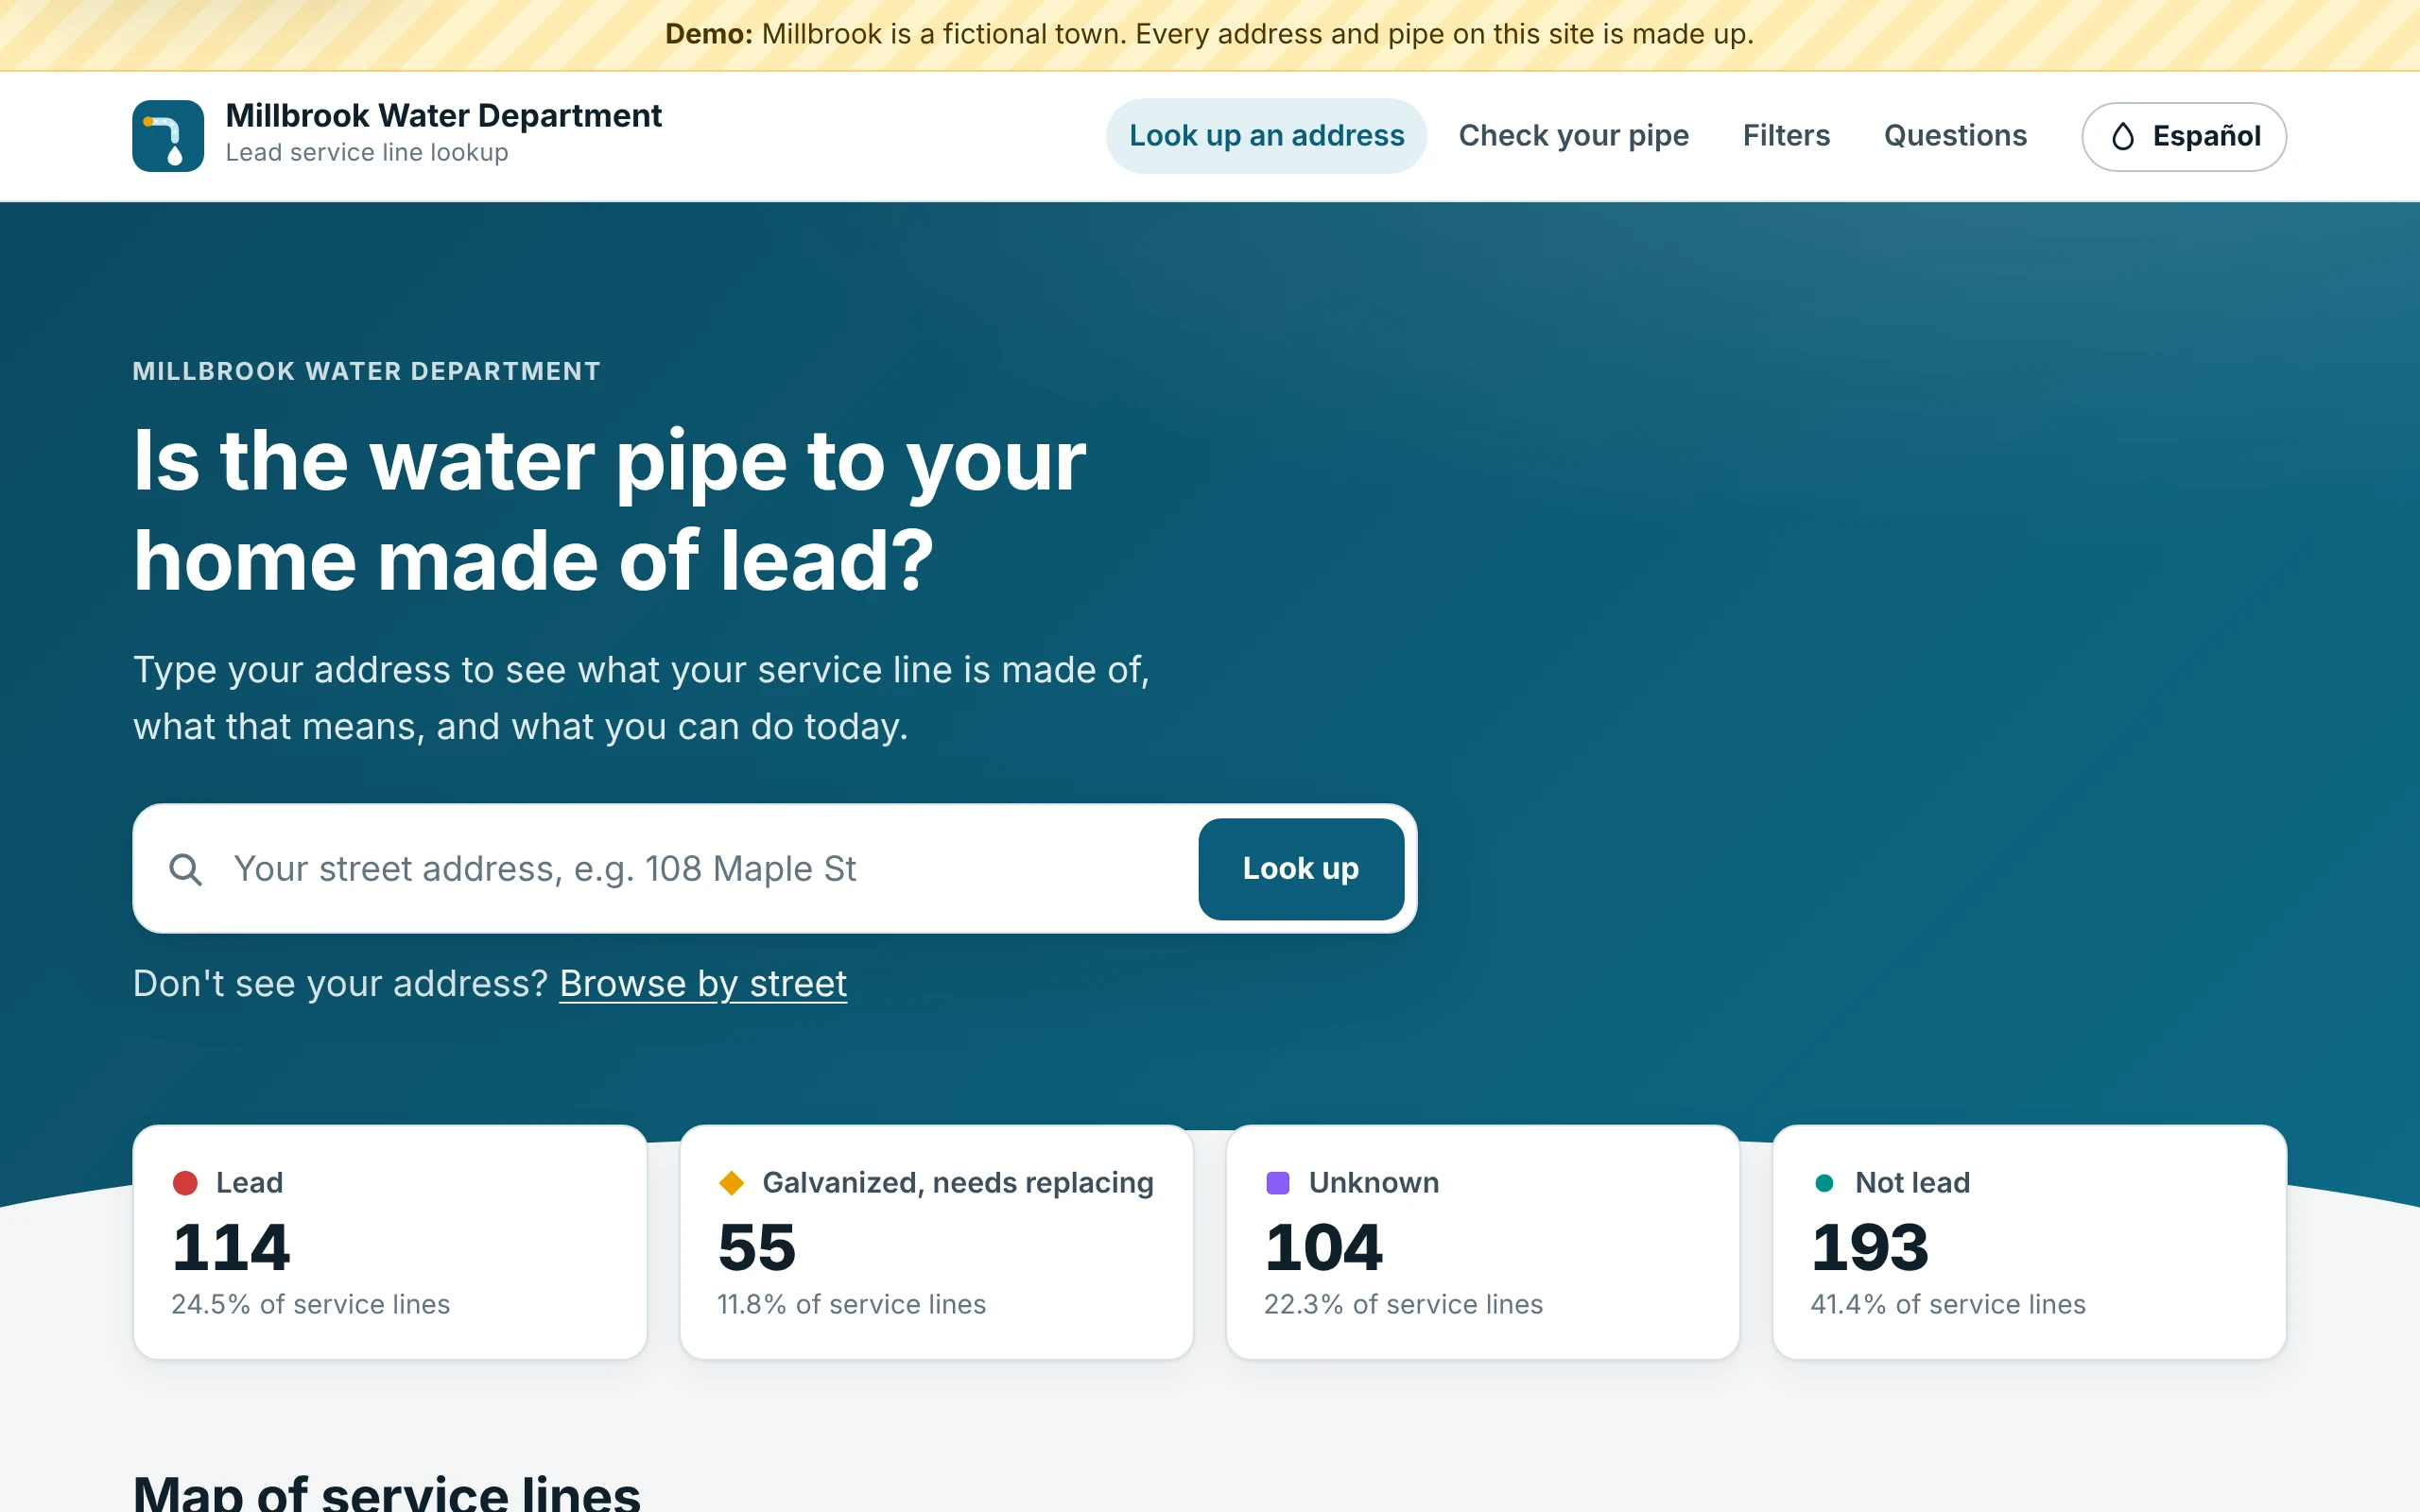 Demo: Millbrook is a fictional town. Every address and pipe on this site is made up.
Millbrook Water Department
Lead service line lookup
Look up an address
Check your pipe
Filters
Questions
Español
MILLBROOK WATER DEPARTMENT
Is the water pipe to your
home made of lead?
Type your address to see what your service line is made of,
what that means, and what you can do today.
Your street address, e.g. 108 Maple St
Look up
Don't see your address? Browse by street
Lead
114
24.5% of service lines
Galvanized, needs replacing
55
11.8% of service lines
Unknown
104
22.3% of service lines
Not lead
193
41.4% of service lines
Map of service lines